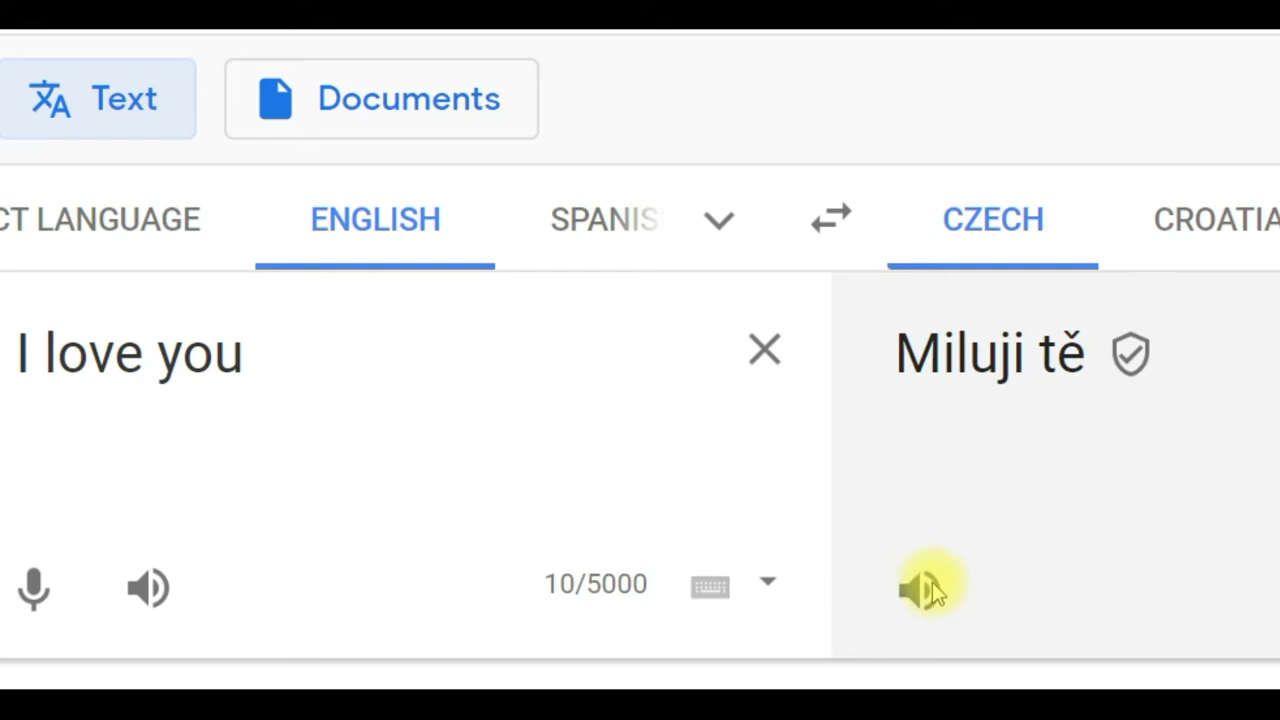 Text Documents
CT LANGUAGE ENGLISH SPANIS CZECH CROATIA
I love you Miluji tě
10/5000